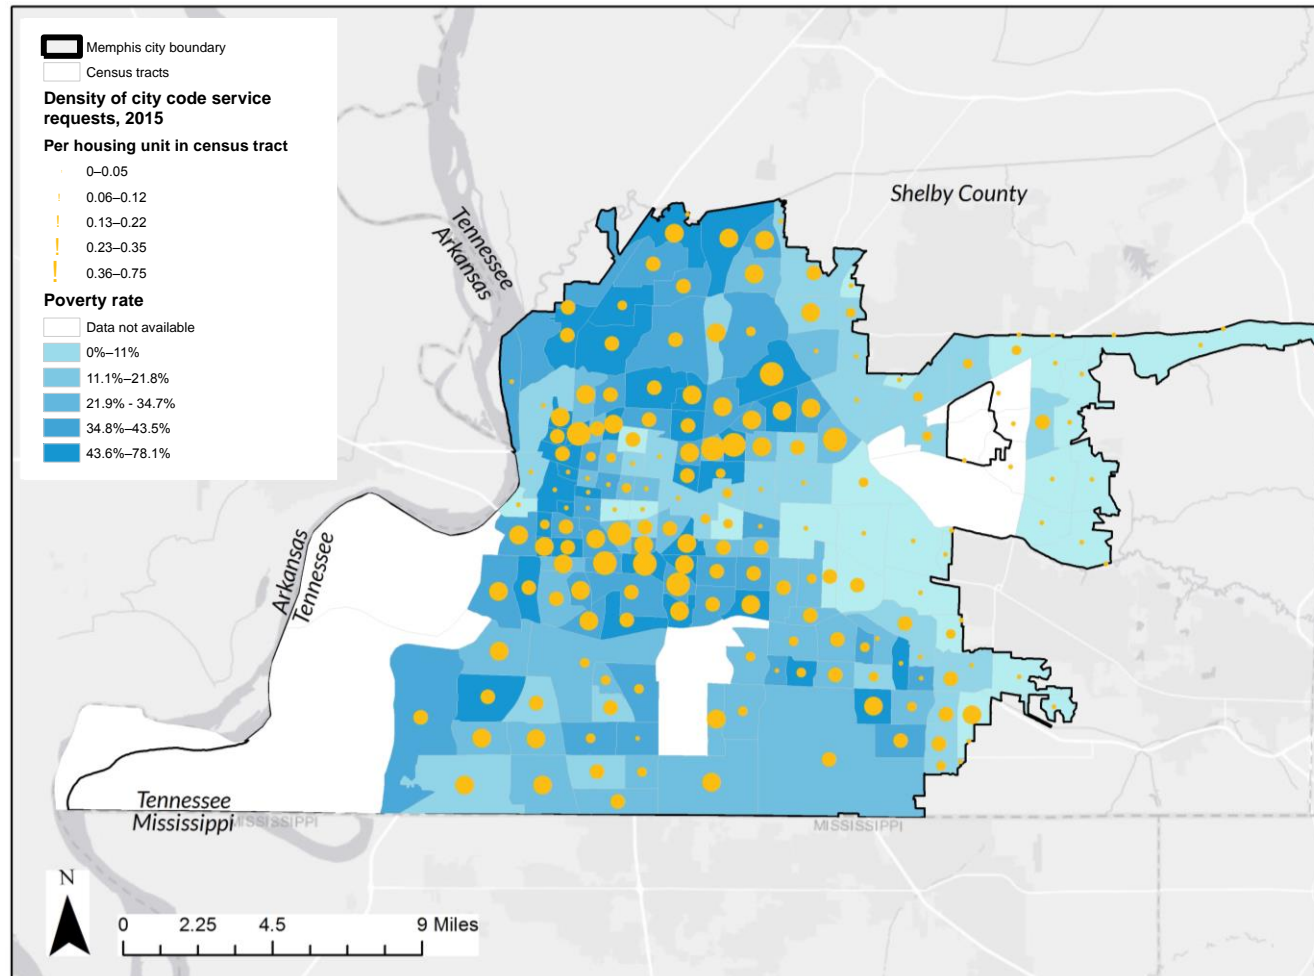 Memphis city boundary
Census tracts
Density of city code service
requests, 2015
Per housing unit in census tract
0–0.05
0.06–0.12
! 0.13–0.22
! 0.23–0.35
! 0.36–0.75
Poverty rate
Data not available
0%–11%
11.1%–21.8%
21.9% - 34.7%
34.8%–43.5%
43.6%–78.1%
Shelby County
Tennessee
Arkansas
Arkansas
Tennessee
Tennessee
Mississippi
MISSISSIPPI
MISSISSIPPI
N
0 2.25 4.5 9 Miles